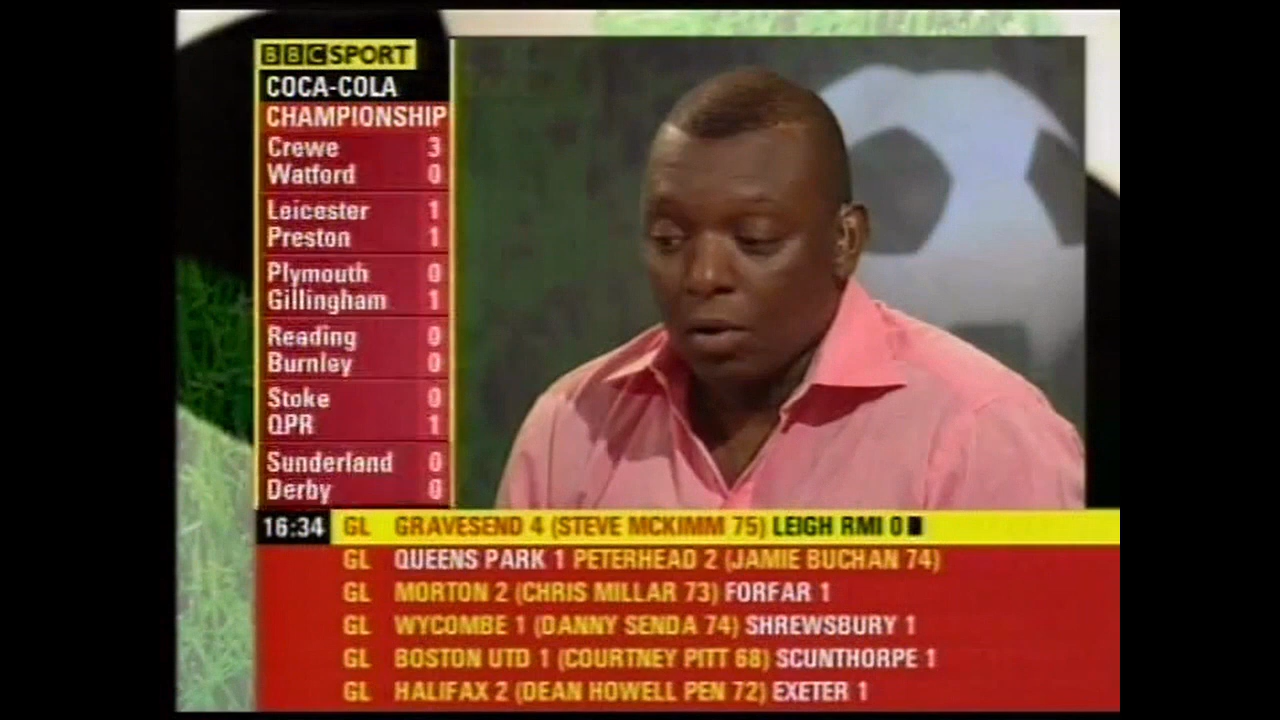 BBC SPORT
COCA-COLA
CHAMPIONSHIP
Crewe 3
Watford 0
Leicester 1
Preston 1
Plymouth 0
Gillingham 1
Reading 0
Burnley 0
Stoke 0
QPR 1
Sunderland 0
Derby 0
16:34 GL GRAVESEND 4 (STEVE MCKIMM 75) LEIGH RMI 0
GL QUEENS PARK 1 PETERHEAD 2 (JAMIE BUCHAN 74)
GL MORTON 2 (CHRIS MILLAR 73) FORFAR 1
GL WYCOMBE 1 (DANNY SENDA 74) SHREWSBURY 1
GL BOSTON UTD 1 (COURTNEY PITT 68) SCUNTHORPE 1
GL HALIFAX 2 (DEAN HOWELL PEN 72) EXETER 1